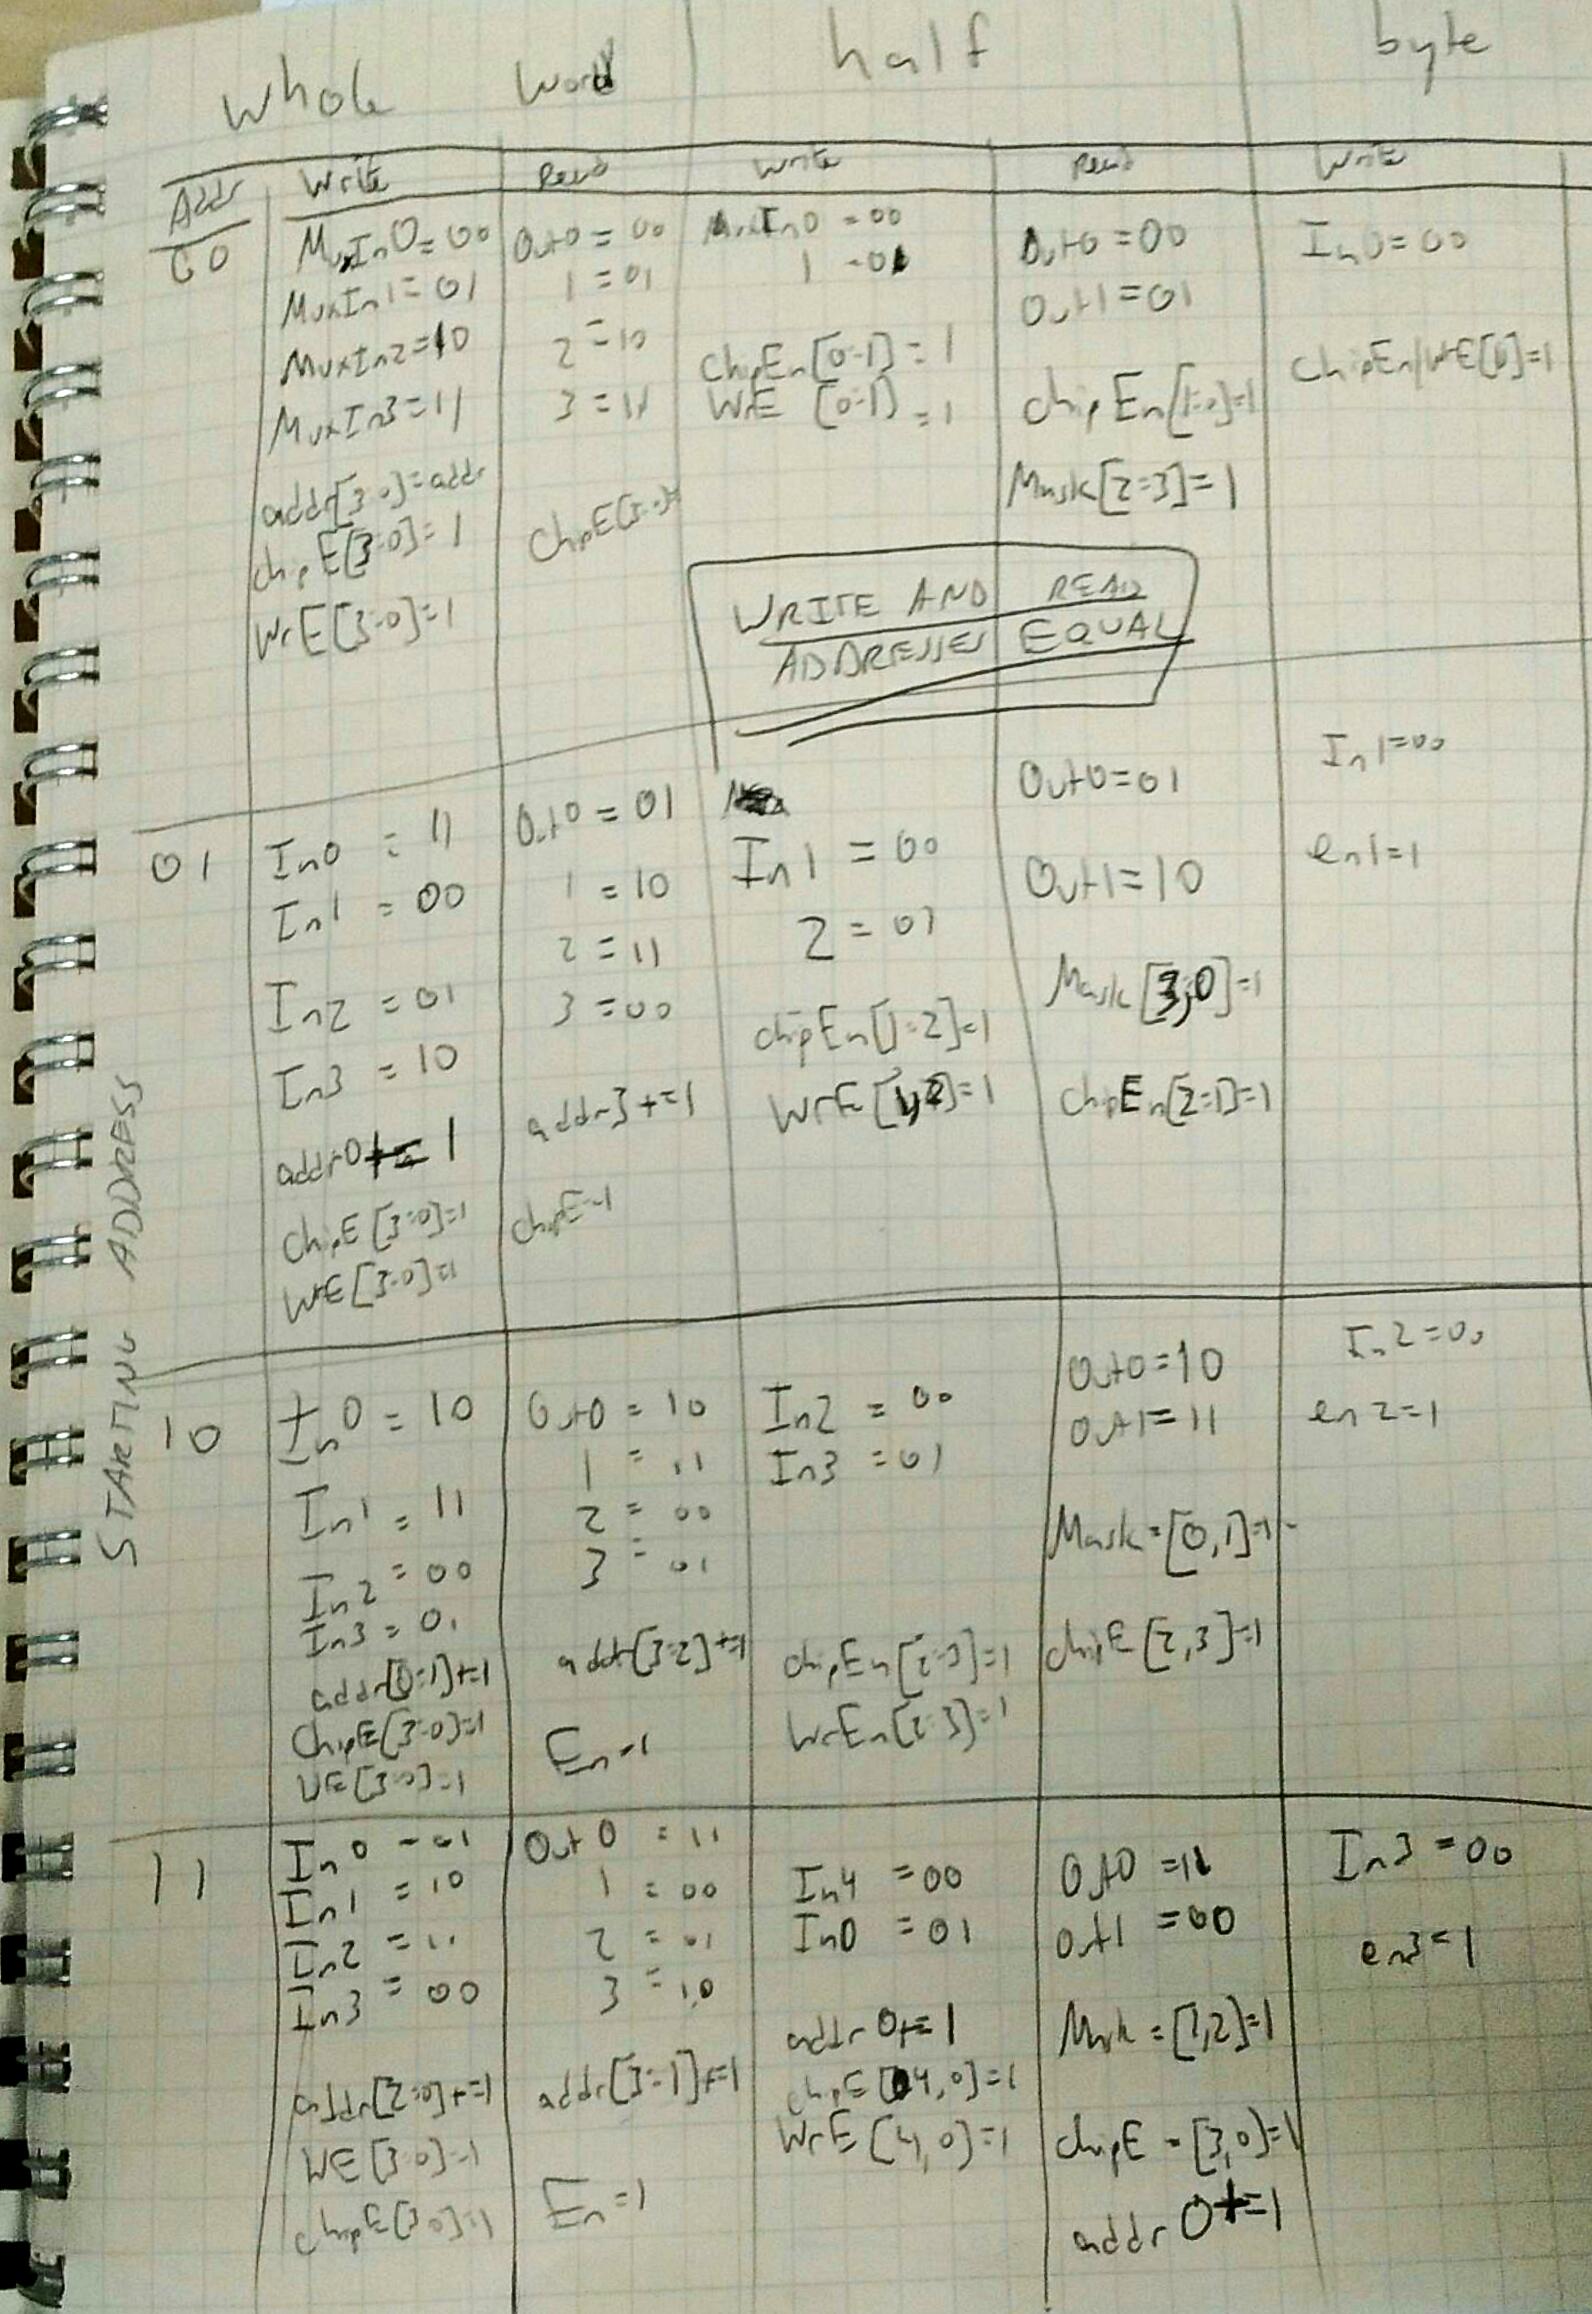 Whole Word half byte
Addr Write Read Write Read Write
STARTING ADDRESS
00
MuxIn0=00
MuxIn1=01
MuxIn2=10
MuxIn3=11
addr[3:0]=addr
chipE[3:0]=1
WrE[3:0]=1
Out0=00
1=01
2=10
3=11
MuxIn0=00
1=01
chipEn[0-1]=1
WrE [0-1]=1
Out0=00
Out1=01
chipEn[1:0]=1
Mask[2=3]=1
In0=00
chipEn/WrE[0]=1
WRITE AND READ
ADDRESSES EQUAL
01
In0 = 11
In1 = 00
In2 = 01
In3 = 10
addr0+=1
chipE[3:0]=1
WrE[3:0]=1
Out0=01
1=10
2=11
3=00
addr3+=1
chipE=1
In1=00
2=01
chipEn[1:2]=1
WrE[1,2]=1
Out0=01
Out1=10
Mask[3,0]=1
chipEn[2:1]=1
In1=00
en1=1
10
In0=10
In1=11
In2=00
In3=01
addr[0:1]+=1
ChipE[3:0]=1
WE[3:0]=1
Out0=10
1=11
2=00
3=01
addr[3:2]+=1
En=1
In2=00
In3=01
chipEn[2:3]=1
WrEn[2:3]=1
Out0=10
Out1=11
Mask=[0,1]=1
chipE[2,3]=1
In2=00
en2=1
11
In0=01
In1=10
In2=11
In3=00
addr[2:0]+=1
WE[3:0]=1
chipE[3:0]=1
Out0=11
1=00
2=01
3=10
addr[3:1]+=1
En=1
In4=00
In0=01
addr0+=1
chipE[4,0]=1
WrE[4,0]=1
Out0=11
Out1=00
Mask=[1,2]=1
chipE=[3,0]=1
addr0+=1
In3=00
en3=1